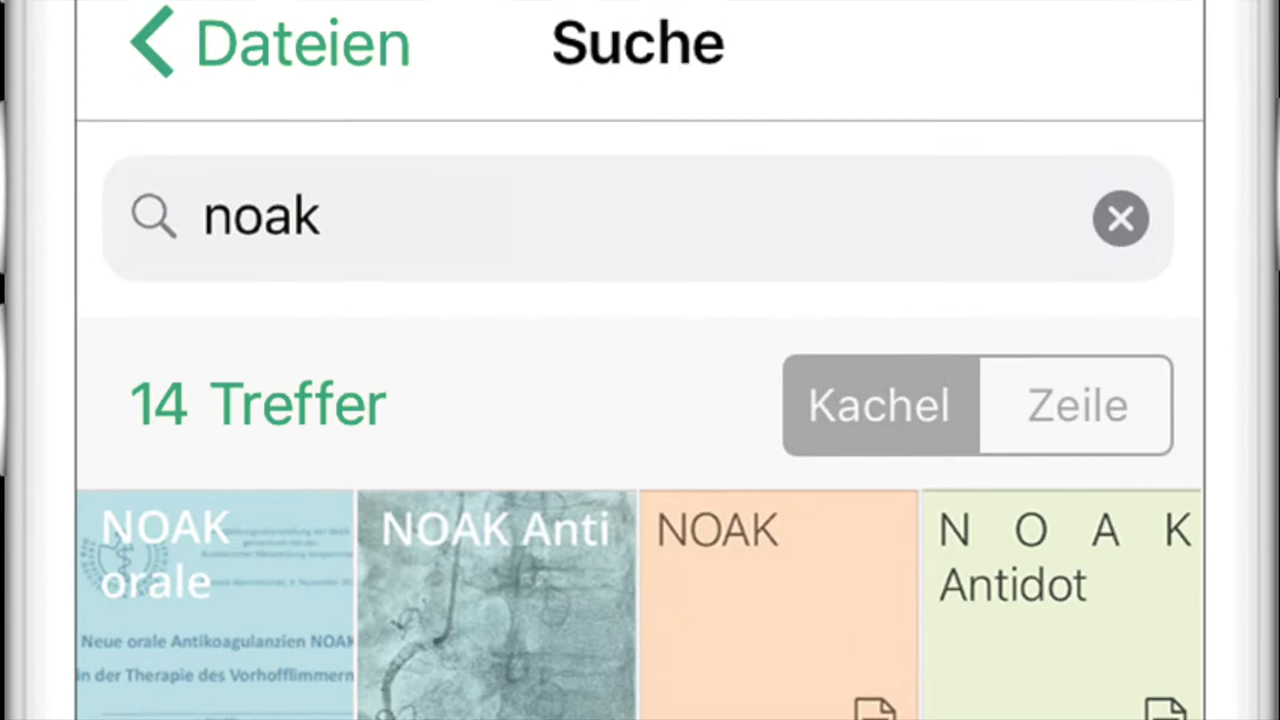 Dateien
Suche
noak
14 Treffer
Kachel
Zeile
NOAK
orale
Neue orale Antikoagulanzien NOAK
in der Therapie des Vorhofflimmern
NOAK Anti
NOAK
N O A K
Antidot